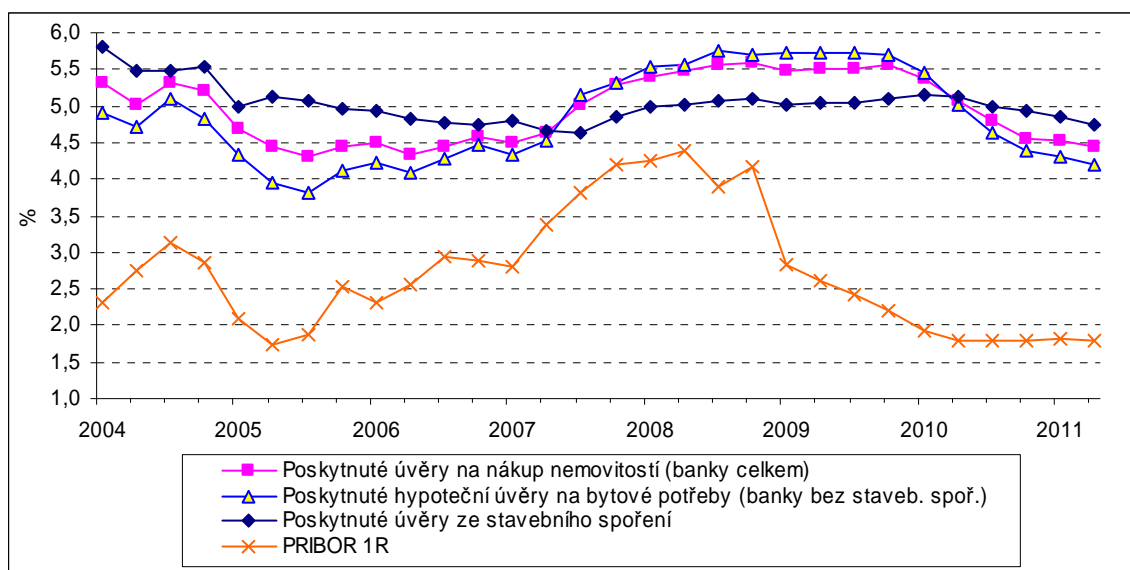 6,0
5,5
5,0
4,5
4,0
3,5
3,0
2,5
2,0
1,5
1,0
%
2004 2005 2006 2007 2008 2009 2010 2011
Poskytnuté úvěry na nákup nemovitostí (banky celkem)
Poskytnuté hypoteční úvěry na bytové potřeby (banky bez staveb. spoř.)
Poskytnuté úvěry ze stavebního spoření
PRIBOR 1R